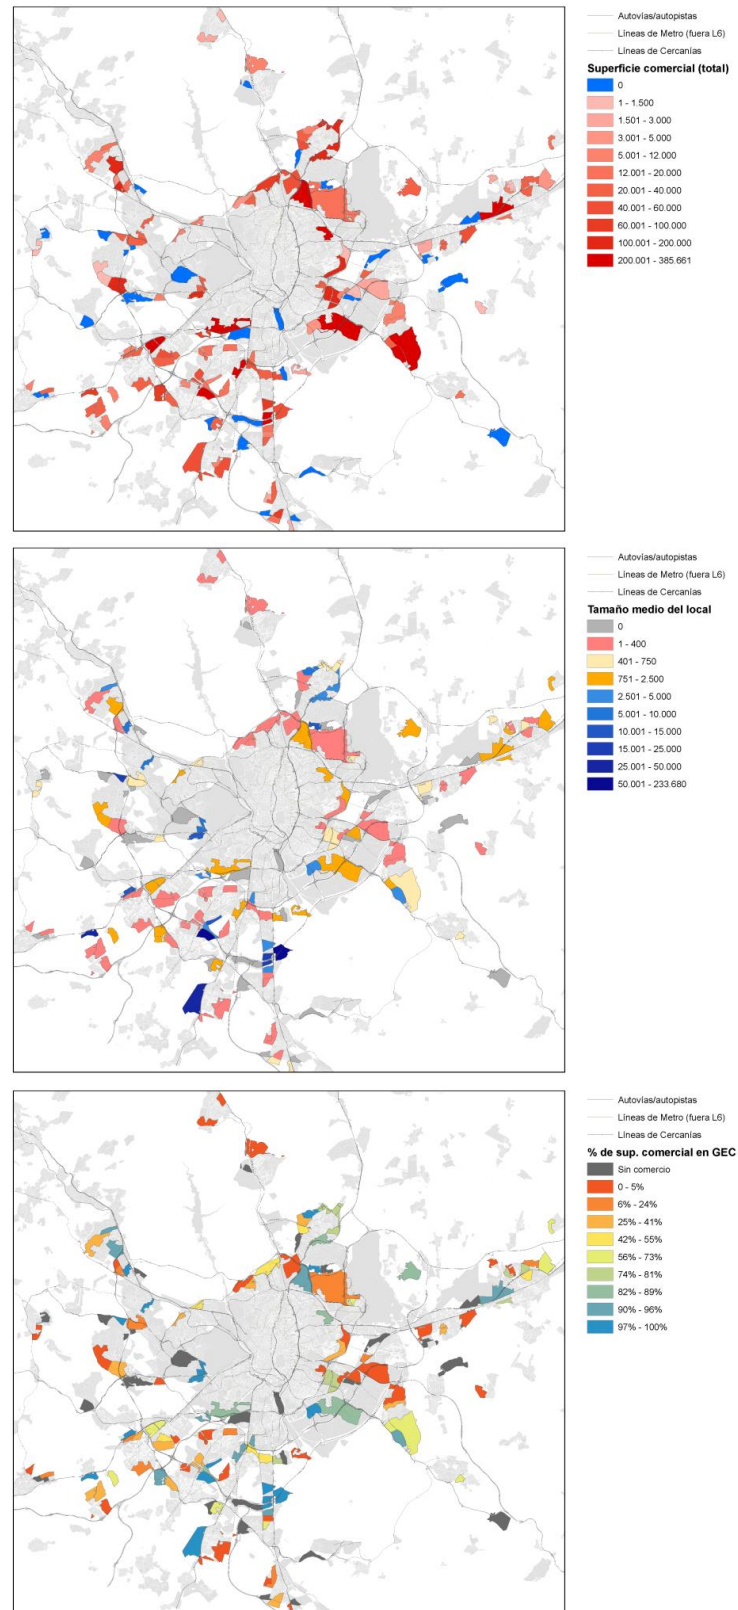 Autovías/autopistas
Líneas de Metro (fuera L6)
Líneas de Cercanías
Superficie comercial (total)
0
1 - 1.500
1.501 - 3.000
3.001 - 5.000
5.001 - 12.000
12.001 - 20.000
20.001 - 40.000
40.001 - 60.000
60.001 - 100.000
100.001 - 200.000
200.001 - 385.661
Autovías/autopistas
Líneas de Metro (fuera L6)
Líneas de Cercanías
Tamaño medio del local
0
1 - 400
401 - 750
751 - 2.500
2.501 - 5.000
5.001 - 10.000
10.001 - 15.000
15.001 - 25.000
25.001 - 50.000
50.001 - 233.680
Autovías/autopistas
Líneas de Metro (fuera L6)
Líneas de Cercanías
% de sup. comercial en GEC
Sin comercio
0 - 5%
6% - 24%
25% - 41%
42% - 55%
56% - 73%
74% - 81%
82% - 89%
90% - 96%
97% - 100%